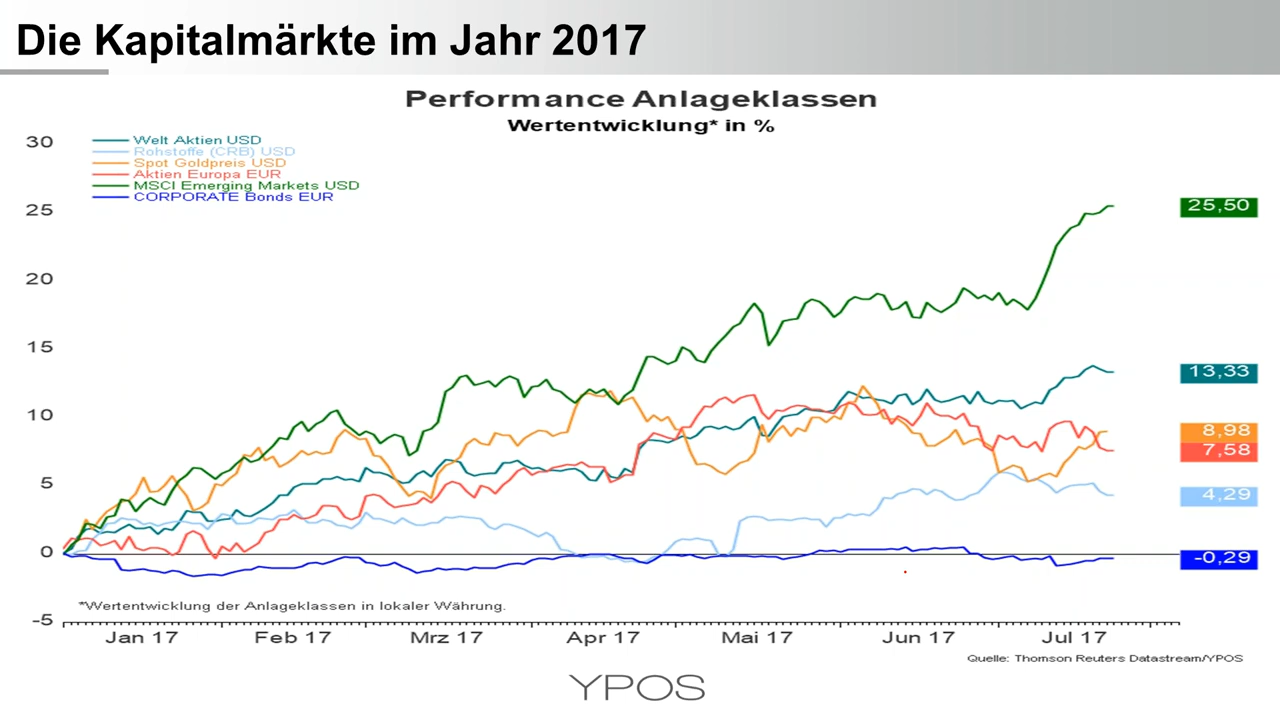 Die Kapitalmärkte im Jahr 2017
Performance Anlageklassen
Wertentwicklung* in %
Welt Aktien USD
Rohstoffe (CRB) USD
Spot Goldpreis USD
Aktien Europa EUR
MSCI Emerging Markets USD
CORPORATE Bonds EUR
30
25
20
15
10
5
0
-5
25,50
13,33
8,98
7,58
4,29
-0,29
*Wertentwicklung der Anlageklassen in lokaler Währung.
Jan 17 Feb 17 Mrz 17 Apr 17 Mai 17 Jun 17 Jul 17
Quelle: Thomson Reuters Datastream/YPOS
YPOS